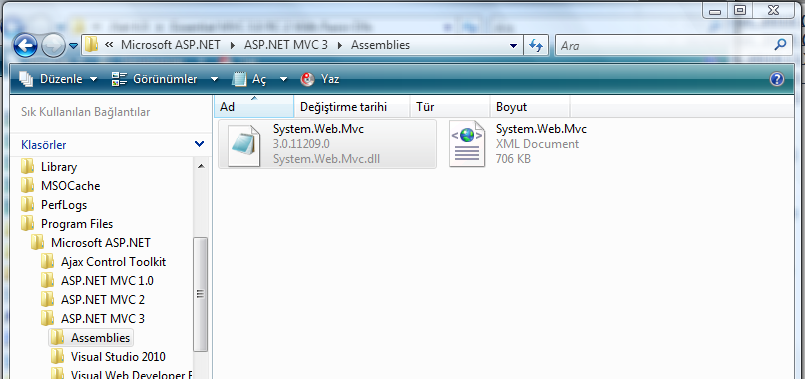 « Microsoft ASP.NET ▸ ASP.NET MVC 3 ▸ Assemblies
Ara
Düzenle
Görünümler
Aç
Yaz
Sık Kullanılan Bağlantılar
Klasörler
Library
MSOCache
PerfLogs
Program Files
Microsoft ASP.NET
Ajax Control Toolkit
ASP.NET MVC 1.0
ASP.NET MVC 2
ASP.NET MVC 3
Assemblies
Visual Studio 2010
Visual Web Developer
Ad
Değiştirme tarihi
Tür
Boyut
System.Web.Mvc
3.0.11209.0
System.Web.Mvc.dll
System.Web.Mvc
XML Document
706 KB